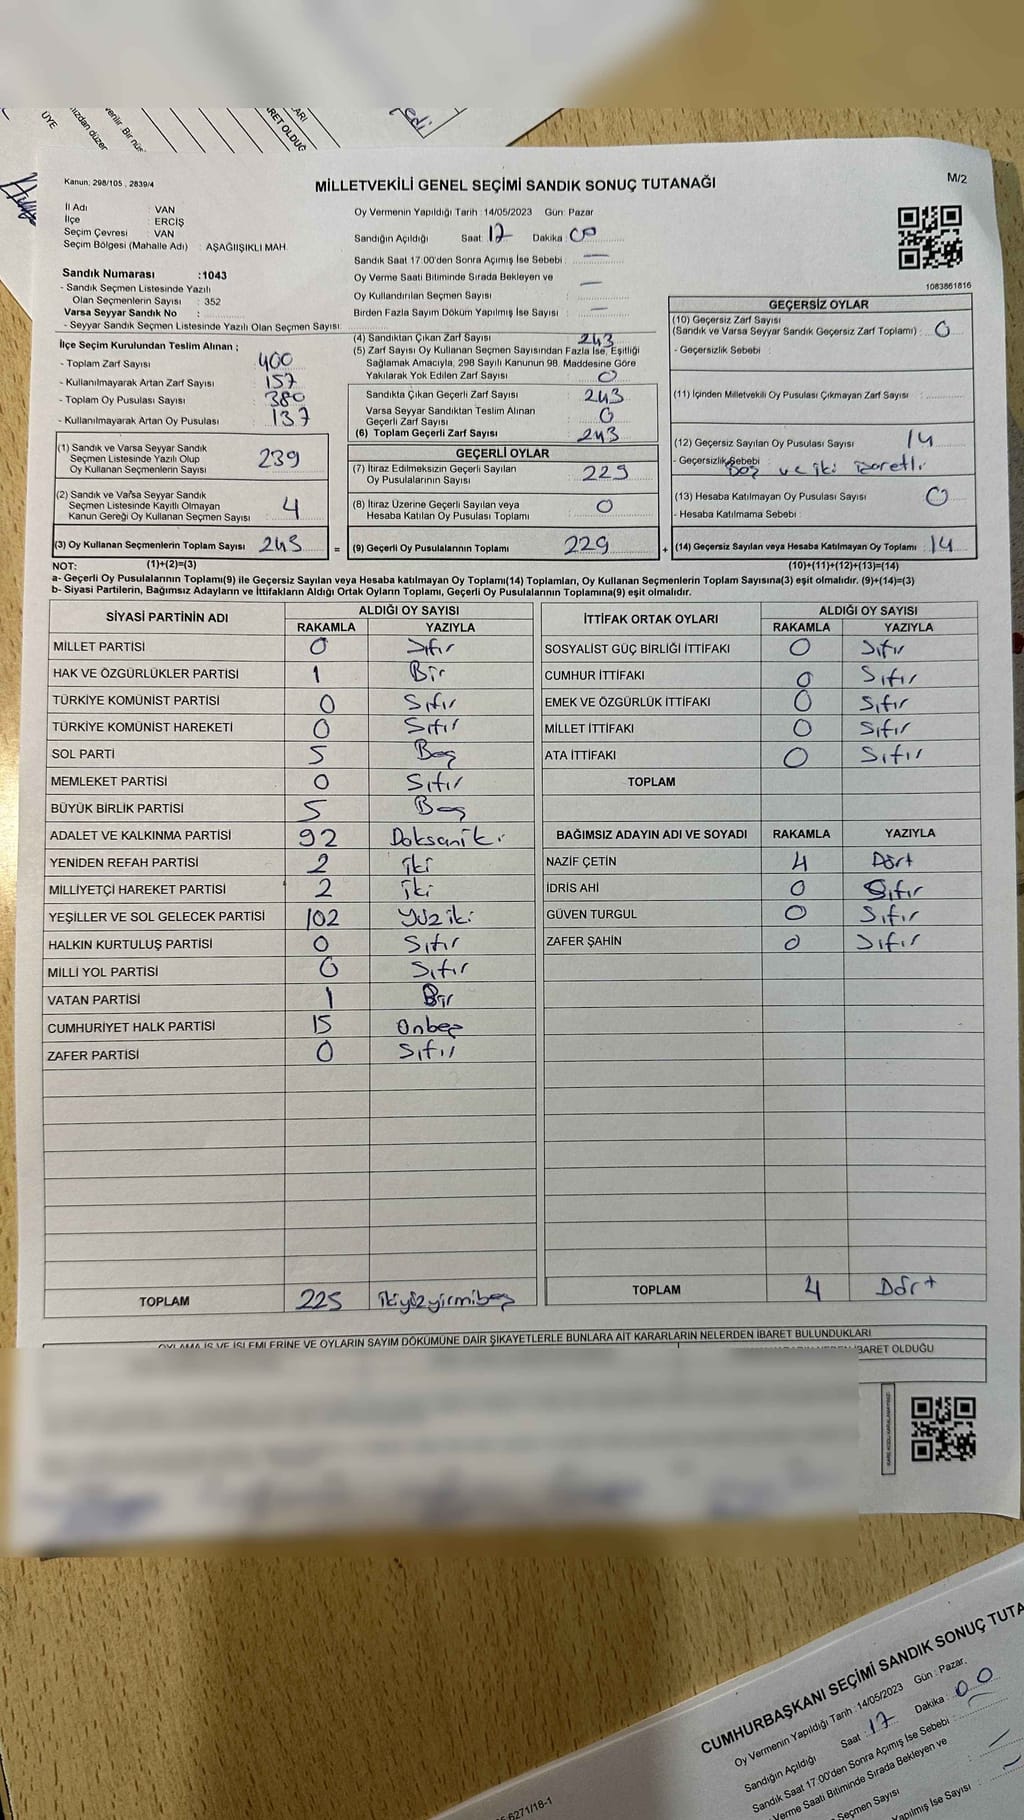 ÜYE
RET OLDUĞ
Kanun: 298/105 , 2839/4
MİLLETVEKİLİ GENEL SEÇİMİ SANDIK SONUÇ TUTANAĞI
M/2
İl Adı : VAN
İlçe : ERCİŞ
Seçim Çevresi : VAN
Seçim Bölgesi (Mahalle Adı) : AŞAĞIIŞIKLI MAH.
Oy Vermenin Yapıldığı Tarih : 14/05/2023 Gün: Pazar
Sandığın Açıldığı Saat: 17 Dakika 00
Sandık Saat 17.00'den Sonra Açımış İse Sebebi : —
Oy Verme Saati Bitiminde Sırada Bekleyen ve
Oy Kullandırılan Seçmen Sayısı : —
Birden Fazla Sayım Döküm Yapılmış İse Sayısı : —
1083861816
Sandık Numarası : 1043
- Sandık Seçmen Listesinde Yazılı
Olan Seçmenlerin Sayısı : 352
Varsa Seyyar Sandık No :
- Seyyar Sandık Seçmen Listesinde Yazılı Olan Seçmen Sayısı:
İlçe Seçim Kurulundan Teslim Alınan ;
- Toplam Zarf Sayısı : 400
- Kullanılmayarak Artan Zarf Sayısı : 157
- Toplam Oy Pusulası Sayısı : 380
- Kullanılmayarak Artan Oy Pusulası : 137
(1) Sandık ve Varsa Seyyar Sandık
Seçmen Listesinde Yazılı Olup
Oy Kullanan Seçmenlerin Sayısı 239
(2) Sandık ve Varsa Seyyar Sandık
Seçmen Listesinde Kayıtlı Olmayan
Kanun Gereği Oy Kullanan Seçmen Sayısı 4
(3) Oy Kullanan Seçmenlerin Toplam Sayısı 243
(4) Sandıktan Çıkan Zarf Sayısı 243
(5) Zarf Sayısı Oy Kullanan Seçmen Sayısından Fazla İse, Eşitliği
Sağlamak Amacıyla, 298 Sayılı Kanunun 98. Maddesine Göre
Yakılarak Yok Edilen Zarf Sayısı : 0
Sandıkta Çıkan Geçerli Zarf Sayısı : 243
Varsa Seyyar Sandıktan Teslim Alınan
Geçerli Zarf Sayısı : 0
(6) Toplam Geçerli Zarf Sayısı : 243
GEÇERLİ OYLAR
(7) İtiraz Edilmeksizin Geçerli Sayılan
Oy Pusulalarının Sayısı : 229
(8) İtiraz Üzerine Geçerli Sayılan veya
Hesaba Katılan Oy Pusulası Toplamı : 0
= (9) Geçerli Oy Pusulalarının Toplamı 229
GEÇERSİZ OYLAR
(10) Geçersiz Zarf Sayısı
(Sandık ve Varsa Seyyar Sandık Geçersiz Zarf Toplamı) : 0
- Geçersizlik Sebebi :
(11) İçinden Milletvekili Oy Pusulası Çıkmayan Zarf Sayısı :
(12) Geçersiz Sayılan Oy Pusulası Sayısı : 14
- Geçersizlik Sebebi : Boş ve iki işaretli
(13) Hesaba Katılmayan Oy Pusulası Sayısı : 0
- Hesaba Katılmama Sebebi :
+ (14) Geçersiz Sayılan veya Hesaba Katılmayan Oy Toplamı : 14
NOT: (1)+(2)=(3) (10)+(11)+(12)+(13)=(14)
a- Geçerli Oy Pusulalarının Toplamı(9) ile Geçersiz Sayılan veya Hesaba katılmayan Oy Toplamı(14) Toplamları, Oy Kullanan Seçmenlerin Toplam Sayısına(3) eşit olmalıdır. (9)+(14)=(3)
b- Siyasi Partilerin, Bağımsız Adayların ve İttifakların Aldığı Ortak Oyların Toplamı, Geçerli Oy Pusulalarının Toplamına(9) eşit olmalıdır.
SİYASİ PARTİNİN ADI ALDIĞI OY SAYISI
RAKAMLA YAZIYLA
MİLLET PARTİSİ 0 Sıfır
HAK VE ÖZGÜRLÜKLER PARTİSİ 1 Bir
TÜRKİYE KOMÜNİST PARTİSİ 0 Sıfır
TÜRKİYE KOMÜNİST HAREKETİ 0 Sıfır
SOL PARTİ 5 Beş
MEMLEKET PARTİSİ 0 Sıfır
BÜYÜK BİRLİK PARTİSİ 5 Beş
ADALET VE KALKINMA PARTİSİ 92 Doksaniki
YENİDEN REFAH PARTİSİ 2 iki
MİLLİYETÇİ HAREKET PARTİSİ 2 iki
YEŞİLLER VE SOL GELECEK PARTİSİ 102 Yüziki
HALKIN KURTULUŞ PARTİSİ 0 Sıfır
MİLLİ YOL PARTİSİ 0 Sıfır
VATAN PARTİSİ 1 Bir
CUMHURİYET HALK PARTİSİ 15 Onbeş
ZAFER PARTİSİ 0 Sıfır
TOPLAM 225 ikiyüzyirmibeş
İTTİFAK ORTAK OYLARI ALDIĞI OY SAYISI
RAKAMLA YAZIYLA
SOSYALİST GÜÇ BİRLİĞİ İTTİFAKI 0 Sıfır
CUMHUR İTTİFAKI 0 Sıfır
EMEK VE ÖZGÜRLÜK İTTİFAKI 0 Sıfır
MİLLET İTTİFAKI 0 Sıfır
ATA İTTİFAKI 0 Sıfır
TOPLAM
BAĞIMSIZ ADAYIN ADI VE SOYADI RAKAMLA YAZIYLA
NAZİF ÇETİN 4 Dört
İDRİS AHİ 0 Sıfır
GÜVEN TURGUL 0 Sıfır
ZAFER ŞAHİN 0 Sıfır
TOPLAM 4 Dört
OYLAMA İŞ VE İŞLEMLERİNE VE OYLARIN SAYIM DÖKÜMÜNE DAİR ŞİKAYETLERLE BUNLARA AİT KARARLARIN NELERDEN İBARET BULUNDUKLARI
İBARET OLDUĞU
CUMHURBAŞKANI SEÇİMİ SANDIK SONUÇ TUTA
Oy Vermenin Yapıldığı Tarih : 14/05/2023 Gün : Pazar.
Sandığın Açıldığı Saat : 17 Dakika : 00
Sandık Saat 17.00'den Sonra Açımış İse Sebebi :
Verme Saati Bitiminde Sırada Bekleyen ve
Seçmen Sayısı
Yapılmış İse Sayısı :
6271/18-1